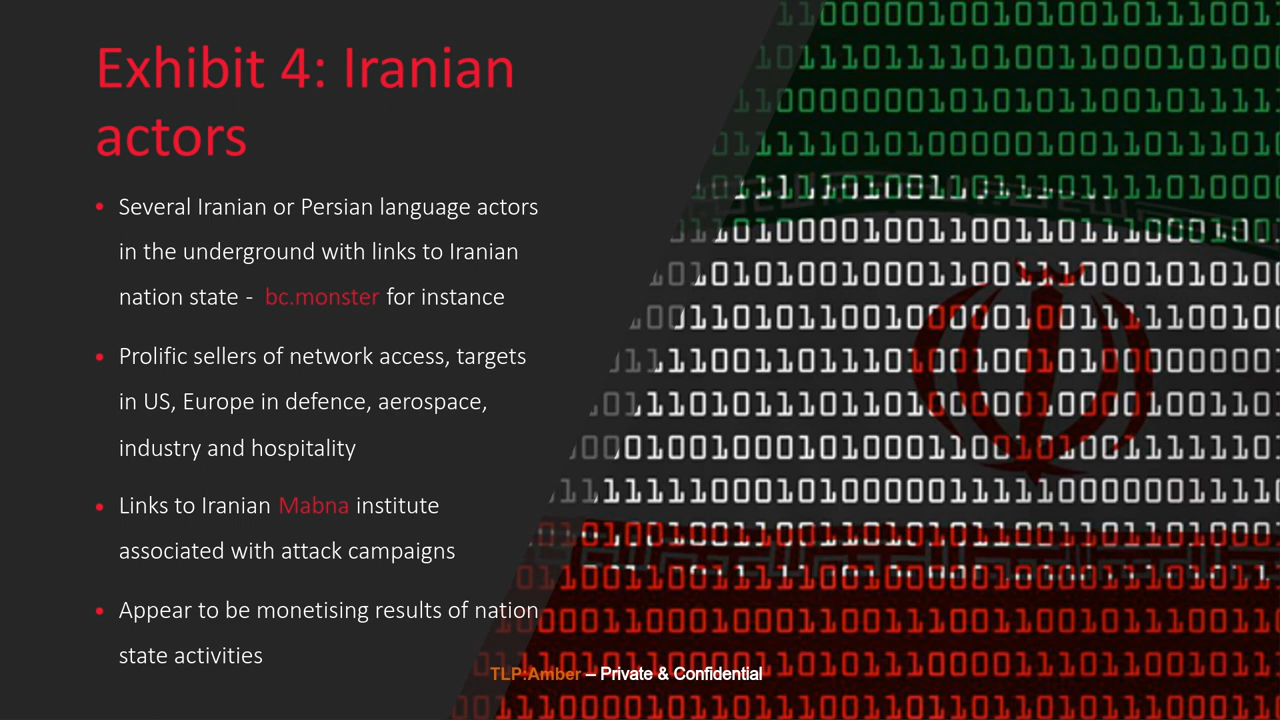 Exhibit 4: Iranian
actors
• Several Iranian or Persian language actors
in the underground with links to Iranian
nation state - bc.monster for instance
• Prolific sellers of network access, targets
in US, Europe in defence, aerospace,
industry and hospitality
• Links to Iranian Mabna institute
associated with attack campaigns
• Appear to be monetising results of nation
state activities
TLP:Amber – Private & Confidential